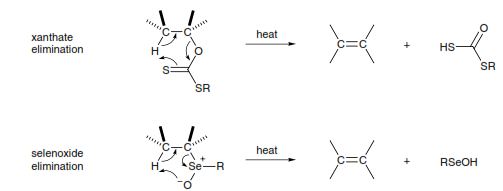 xanthate
elimination
C–C
H
O
S
SR
heat
C=C
+
HS
O
SR
selenoxide
elimination
C–C
H
+
Se–R
–O
heat
C=C
+
RSeOH